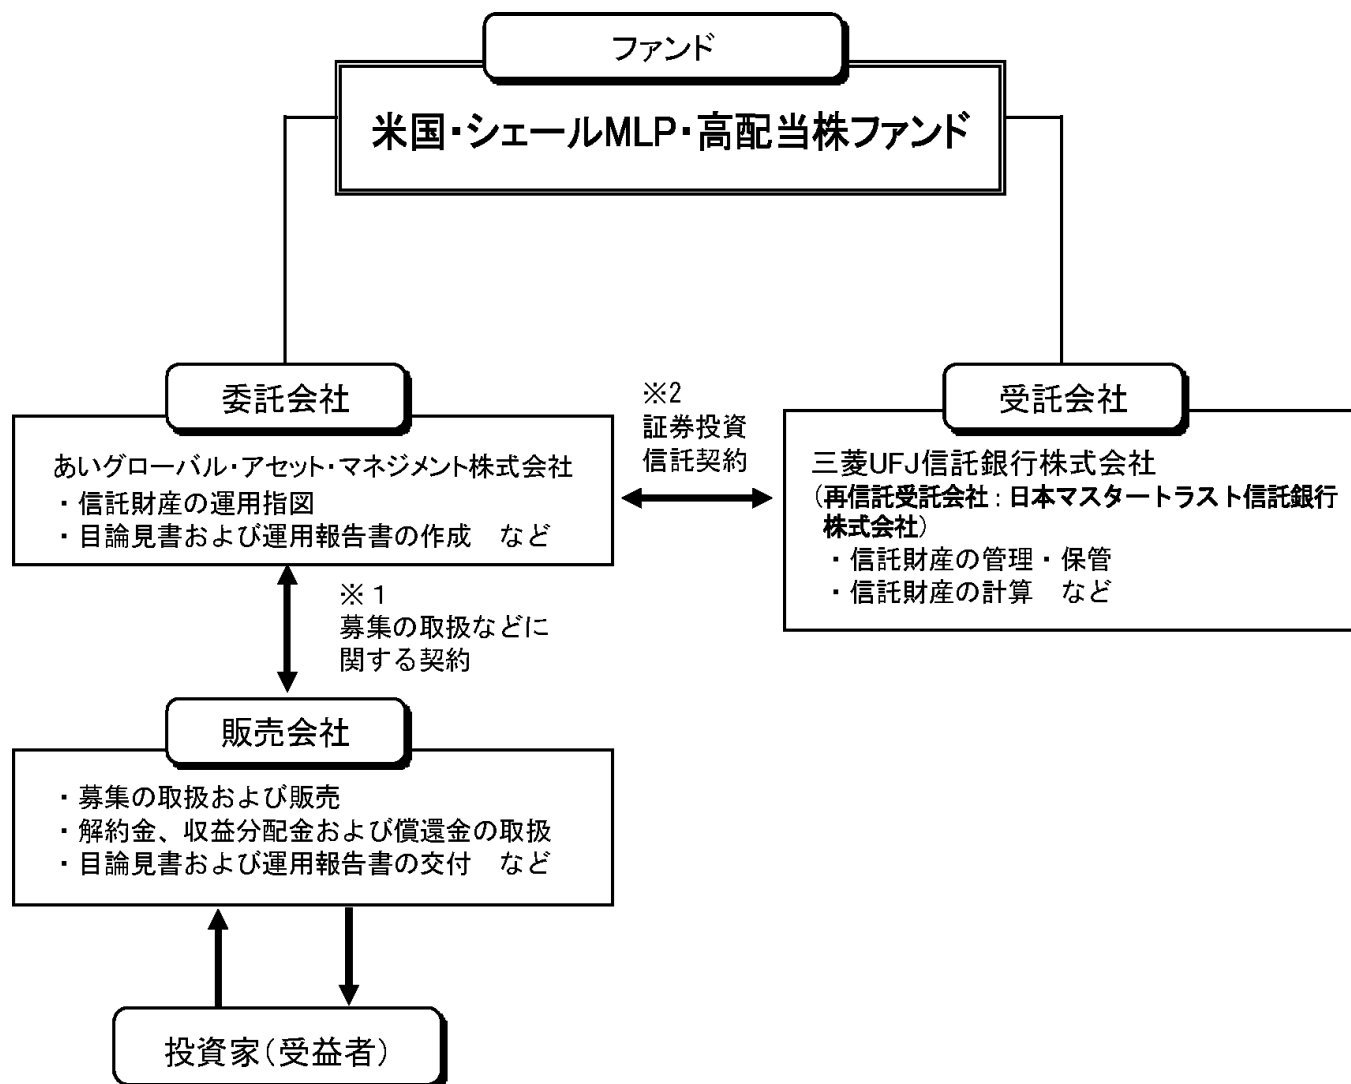 ファンド
米国・シェールMLP・高配当株ファンド
委託会社
あいグローバル・アセット・マネジメント株式会社
・信託財産の運用指図
・目論見書および運用報告書の作成　など
※2
証券投資
信託契約
受託会社
三菱UFJ信託銀行株式会社
(再信託受託会社：日本マスタートラスト信託銀行
株式会社)
・信託財産の管理・保管
・信託財産の計算　など
※１
募集の取扱などに
関する契約
販売会社
・募集の取扱および販売
・解約金、収益分配金および償還金の取扱
・目論見書および運用報告書の交付　など
投資家(受益者)